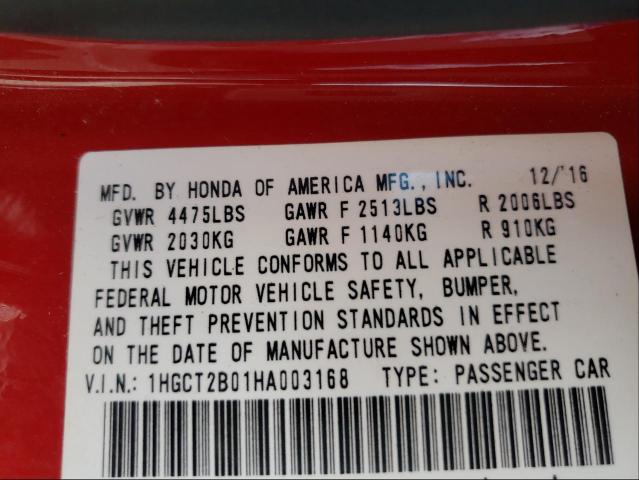 MFD. BY HONDA OF AMERICA MFG., INC. 12/'16
GVWR 4475LBS GAWR F 2513LBS R 2006LBS
GVWR 2030KG GAWR F 1140KG R 910KG
THIS VEHICLE CONFORMS TO ALL APPLICABLE
FEDERAL MOTOR VEHICLE SAFETY, BUMPER,
AND THEFT PREVENTION STANDARDS IN EFFECT
ON THE DATE OF MANUFACTURE SHOWN ABOVE.
V.I.N.: 1HGCT2B01HA003168 TYPE: PASSENGER CAR